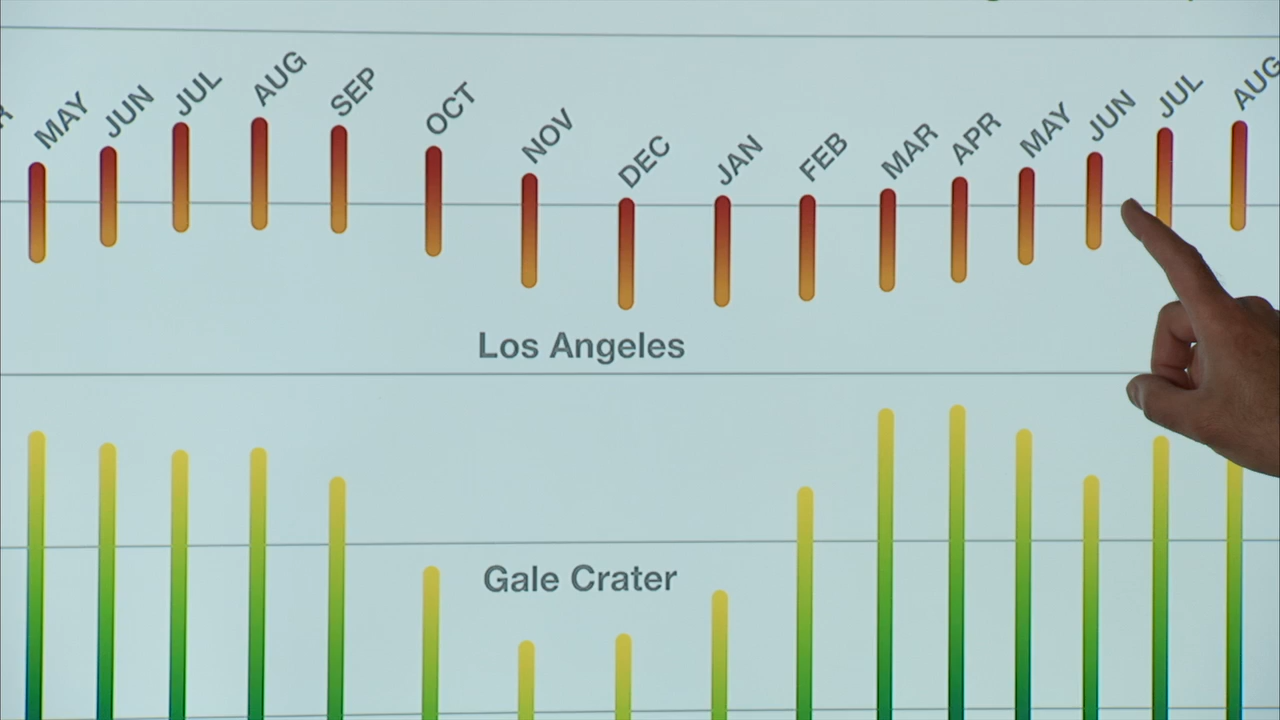 MAY JUN JUL AUG SEP OCT NOV DEC JAN FEB MAR APR MAY JUN JUL AUG
Los Angeles
Gale Crater